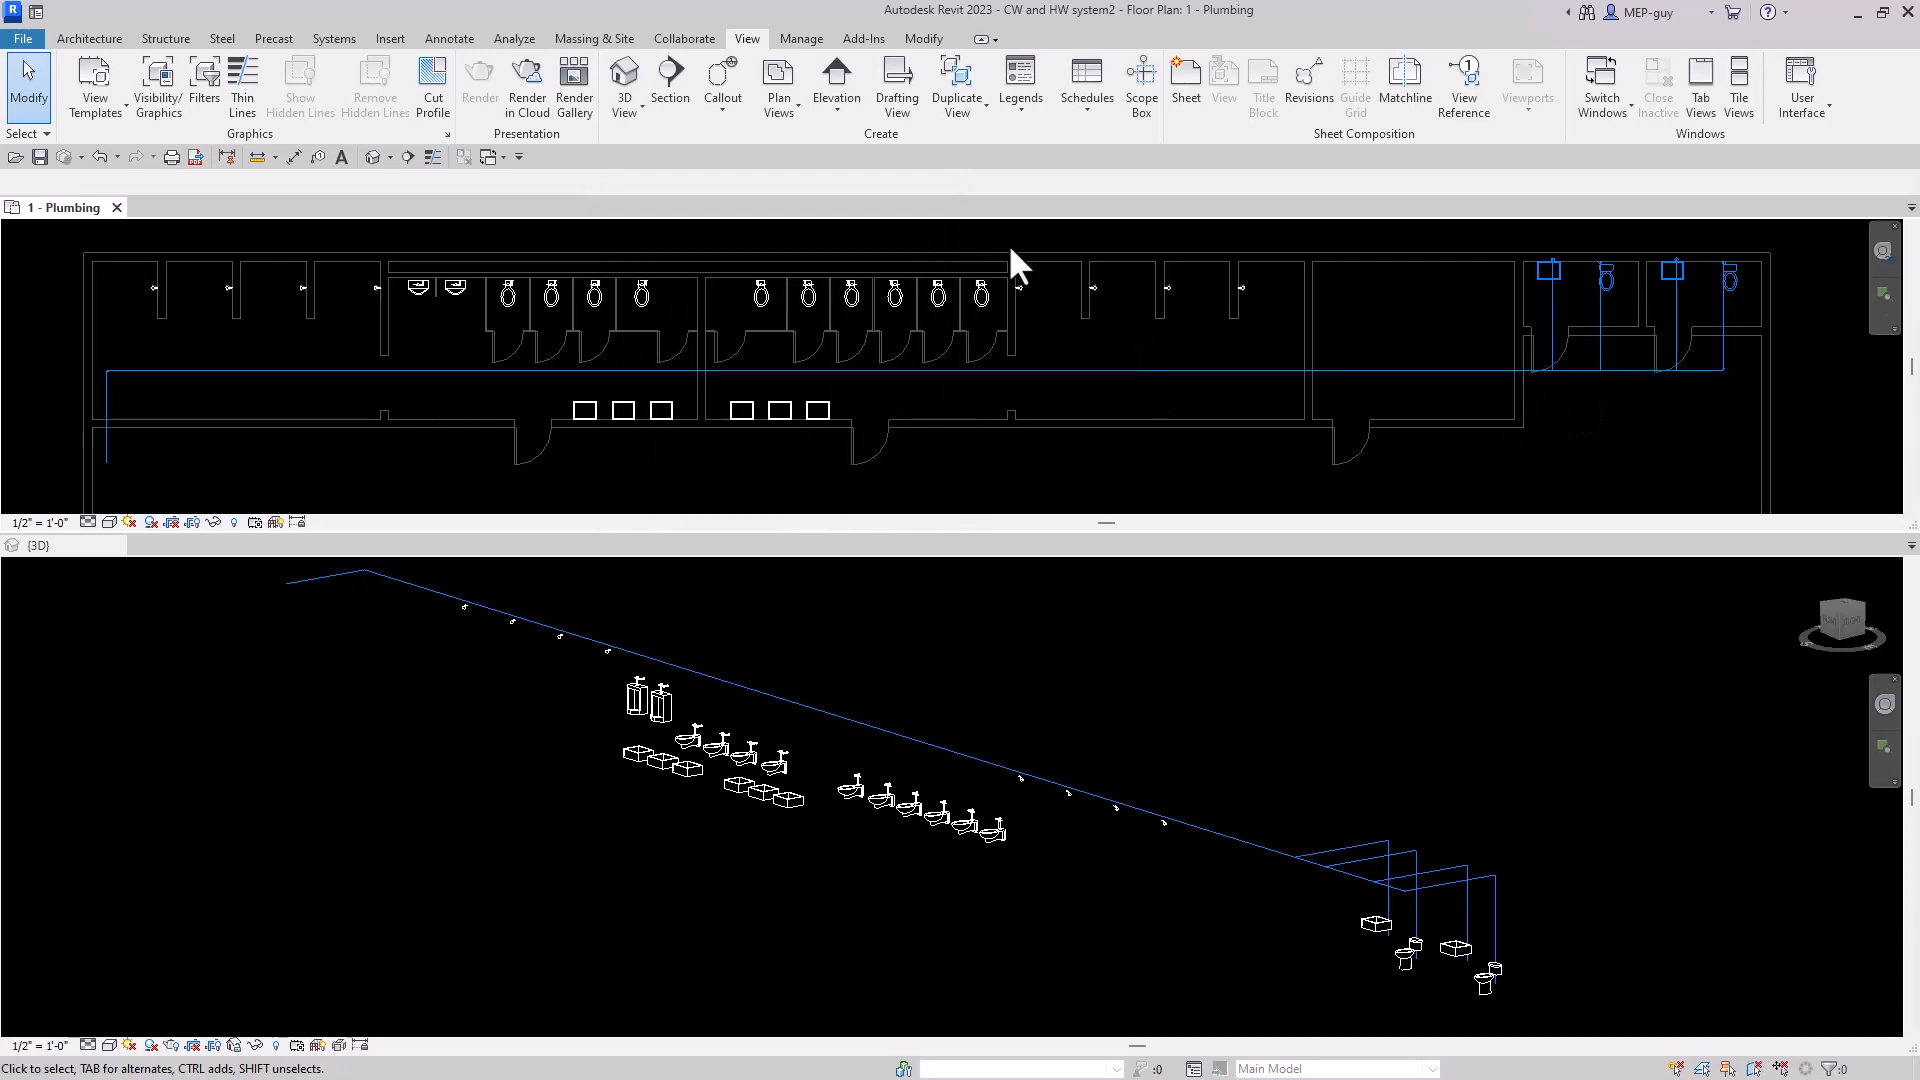 R
Autodesk Revit 2023 - CW and HW system2 - Floor Plan: 1 - Plumbing
MEP-guy
File Architecture Structure Steel Precast Systems Insert Annotate Analyze Massing & Site Collaborate View Manage Add-Ins Modify
Modify
View Templates
Visibility/ Graphics
Filters
Thin Lines
Show Hidden Lines
Remove Hidden Lines
Cut Profile
Render
Render in Cloud
Render Gallery
3D View
Section
Callout
Plan Views
Elevation
Drafting View
Duplicate View
Legends
Schedules
Scope Box
Sheet
View
Title Block
Revisions
Guide Grid
Matchline
View Reference
Viewports
Switch Windows
Close Inactive
Tab Views
Tile Views
User Interface
Select Graphics Presentation Create Sheet Composition Windows
1 - Plumbing
1/2" = 1'-0"
{3D}
1/2" = 1'-0"
Click to select, TAB for alternates, CTRL adds, SHIFT unselects.
:0
Main Model
:0